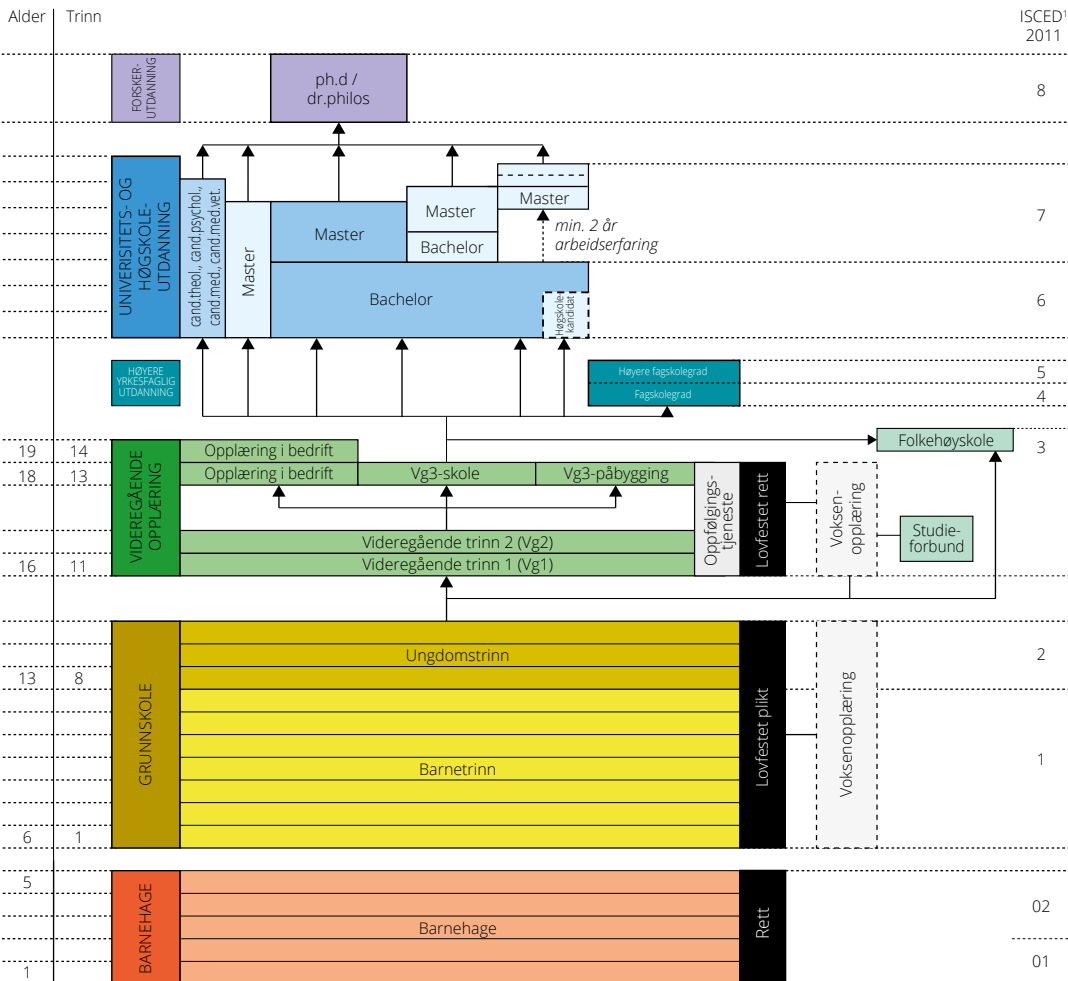 Alder
Trinn
ISCED¹
2011
FORSKER-
UTDANNING
ph.d /
dr.philos
8
UNIVERISITETS- OG
HØGSKOLE-
UTDANNING
cand.theol., cand.psychol.,
cand.med., cand.med.vet.
Master
Master
Bachelor
Master
Bachelor
Master
min. 2 år
arbeidserfaring
Høgskole-
kandidat
7
6
HØYERE
YRKESFAGLIG
UTDANNING
Høyere fagskolegrad
Fagskolegrad
5
4
19
14
18
13
16
11
VIDEREGÅENDE
OPPLÆRING
Opplæring i bedrift
Opplæring i bedrift
Vg3-skole
Vg3-påbygging
Videregående trinn 2 (Vg2)
Videregående trinn 1 (Vg1)
Oppfølgings-
tjeneste
Lovfestet rett
Voksen-
opplæring
Folkehøyskole
Studie-
forbund
3
13
8
6
1
GRUNNSKOLE
Ungdomstrinn
Barnetrinn
Lovfestet plikt
Voksenopplæring
2
1
5
1
BARNEHAGE
Barnehage
Rett
02
01